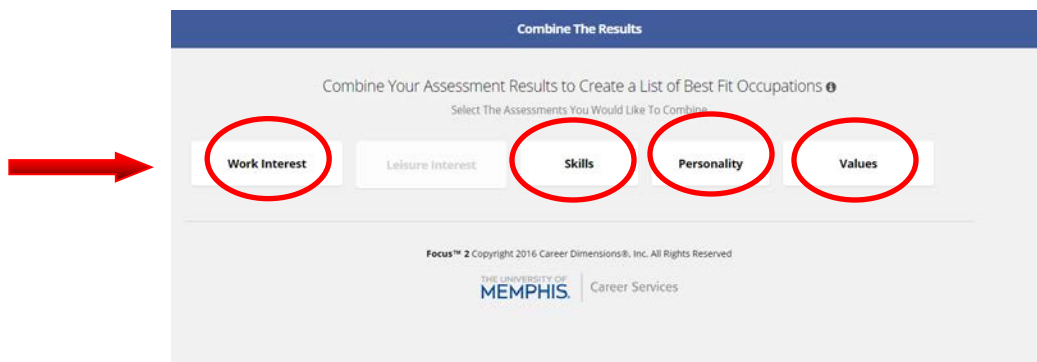 Combine The Results
Combine Your Assessment Results to Create a List of Best Fit Occupations
Select The Assessments You Would Like To Combine
Work Interest Leisure Interest Skills Personality Values
Focus™ 2 Copyright 2016 Career Dimensions®, Inc. All Rights Reserved
THE UNIVERSITY OF
MEMPHIS. Career Services